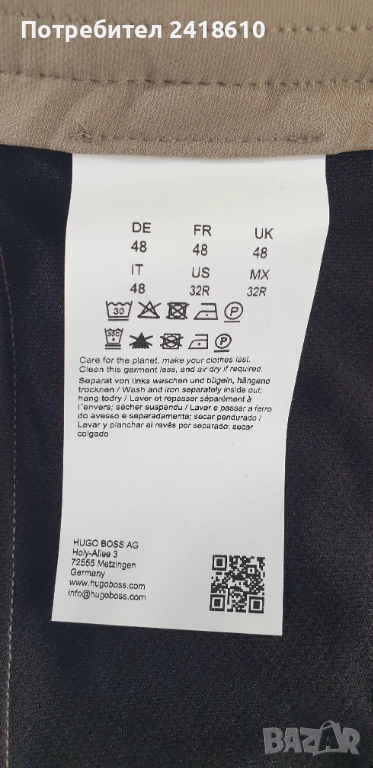 Потребител 2418610
DE FR UK
48 48 48
IT US MX
48 32R 32R
30 P
P
Care for the planet, make your clothes last.
Clean this garment less, and air dry if required.
Separat von links waschen und bügeln, hängend
trocknen / Wash and iron separately inside out;
hang to dry / Laver et repasser séparément à
l'envers; sécher suspendu / Lavar e passar a ferro
do avesso e separadamente; secar pendurado /
Lavar y planchar al revés por separado; secar
colgado
HUGO BOSS AG
Holy-Allee 3
72555 Metzingen
Germany
www.hugoboss.com
info@hugoboss.com
BAZAR